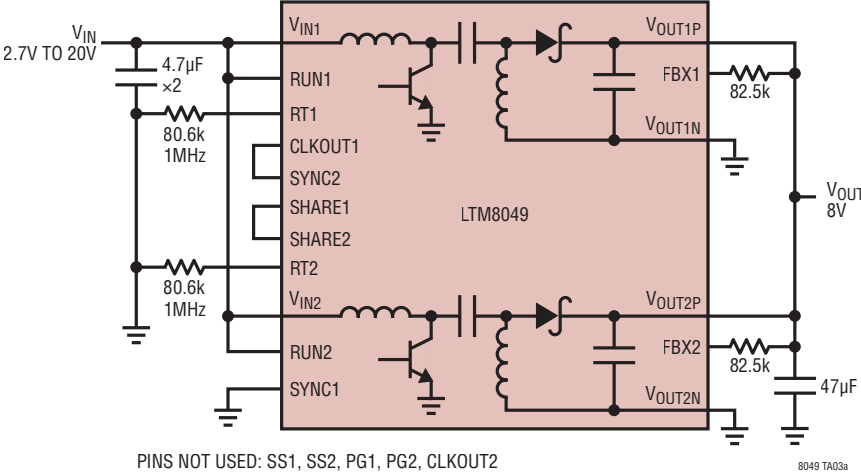 VIN
2.7V TO 20V
4.7µF
×2
80.6k
1MHz
80.6k
1MHz
VIN1
RUN1
RT1
CLKOUT1
SYNC2
SHARE1
SHARE2
RT2
VIN2
RUN2
SYNC1
LTM8049
VOUT1P
FBX1
VOUT1N
VOUT2P
FBX2
VOUT2N
82.5k
VOUT
8V
82.5k
47µF
PINS NOT USED: SS1, SS2, PG1, PG2, CLKOUT2
8049 TA03a